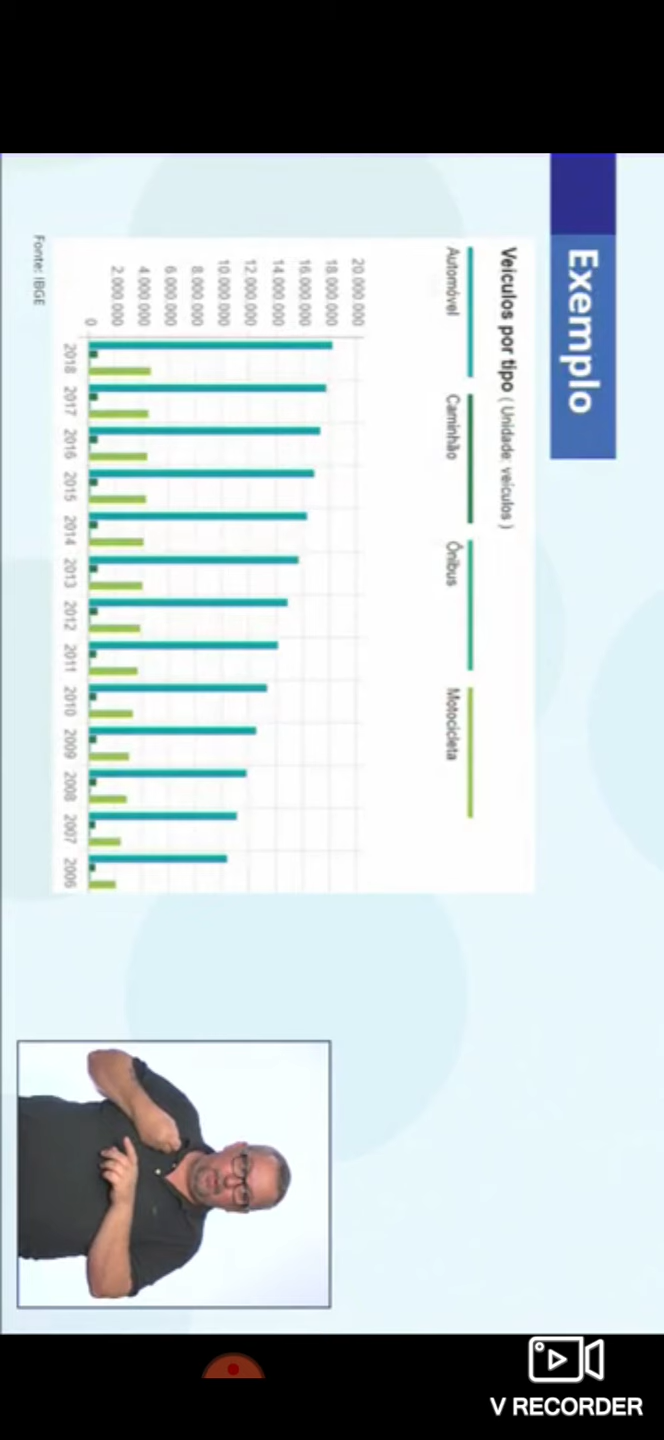 Exemplo
Veículos por tipo ( Unidade: veículos )
Automóvel Caminhão Ônibus Motocicleta
20 000 000
18 000 000
16 000 000
14 000 000
12 000 000
10 000 000
8 000 000
6 000 000
4 000 000
2 000 000
0
2018 2017 2016 2015 2014 2013 2012 2011 2010 2009 2008 2007 2006
Fonte: IBGE
V RECORDER